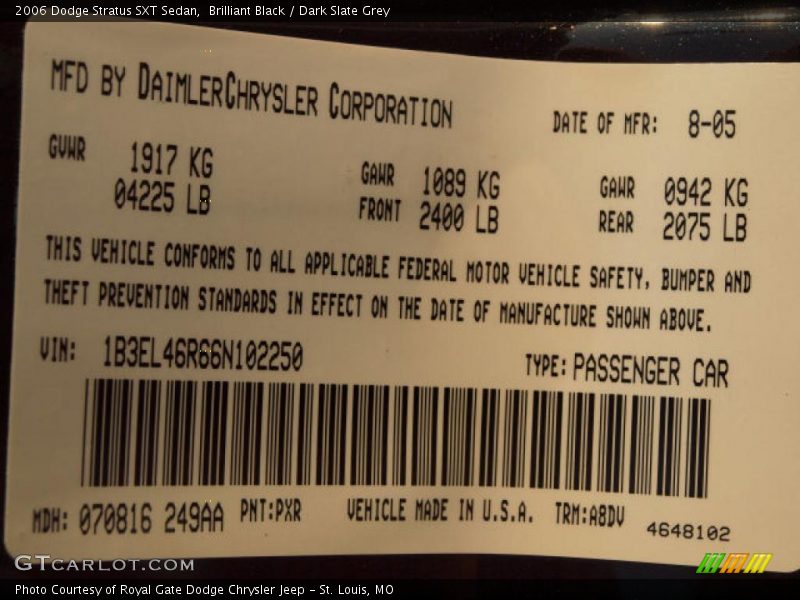 2006 Dodge Stratus SXT Sedan,  Brilliant Black / Dark Slate Grey
MFD BY DAIMLERCHRYSLER CORPORATION
DATE OF MFR: 8-05
GVWR 1917 KG
04225 LB
GAWR 1089 KG
FRONT 2400 LB
GAWR 0942 KG
REAR 2075 LB
THIS VEHICLE CONFORMS TO ALL APPLICABLE FEDERAL MOTOR VEHICLE SAFETY, BUMPER AND
THEFT PREVENTION STANDARDS IN EFFECT ON THE DATE OF MANUFACTURE SHOWN ABOVE.
VIN: 1B3EL46R66N102250
TYPE: PASSENGER CAR
MDH: 070816 249AA
PNT:PXR
VEHICLE MADE IN U.S.A.
TRM:A8DV
4648102
GTCARLOT.COM
Photo Courtesy of Royal Gate Dodge Chrysler Jeep - St. Louis, MO